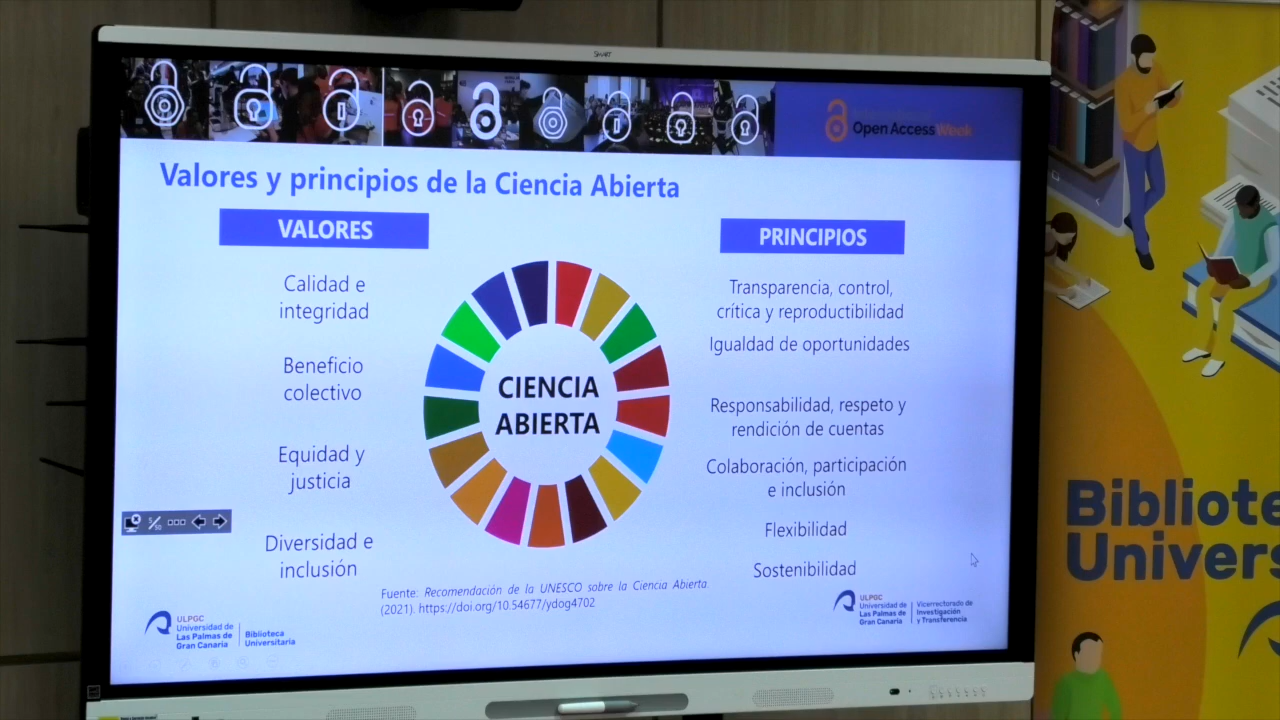 SMART
Open Access Week
Valores y principios de la Ciencia Abierta
VALORES
PRINCIPIOS
Calidad e
integridad
Beneficio
colectivo
Equidad y
justicia
Diversidad e
inclusión
CIENCIA
ABIERTA
Transparencia, control,
crítica y reproductibilidad
Igualdad de oportunidades
Responsabilidad, respeto y
rendición de cuentas
Colaboración, participación
e inclusión
Flexibilidad
Sostenibilidad
Fuente: Recomendación de la UNESCO sobre la Ciencia Abierta.
(2021). https://doi.org/10.54677/ydog4702
ULPGC
Universidad de
Las Palmas de
Gran Canaria
Biblioteca
Universitaria
ULPGC
Universidad de
Las Palmas de
Gran Canaria
Vicerrectorado de
Investigación
y Transferencia
Bibliote
Univers